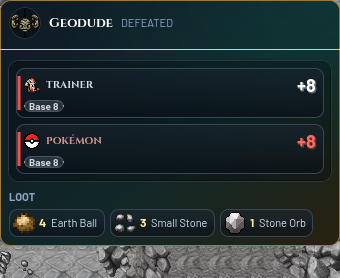 Geodude DEFEATED
TRAINER +8
Base 8
POKÉMON +8
Base 8
LOOT
4 Earth Ball 3 Small Stone 1 Stone Orb